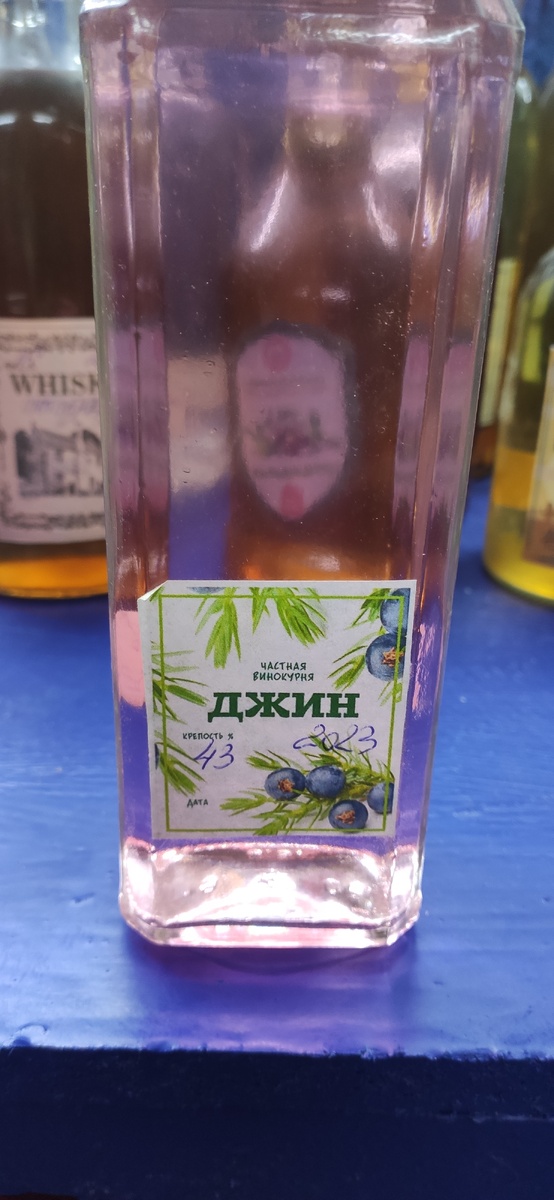 WHISK
ЧАСТНАЯ
ВИНОКУРНЯ
ДЖИН
КРЕПОСТЬ %
43
2023
ДАТА